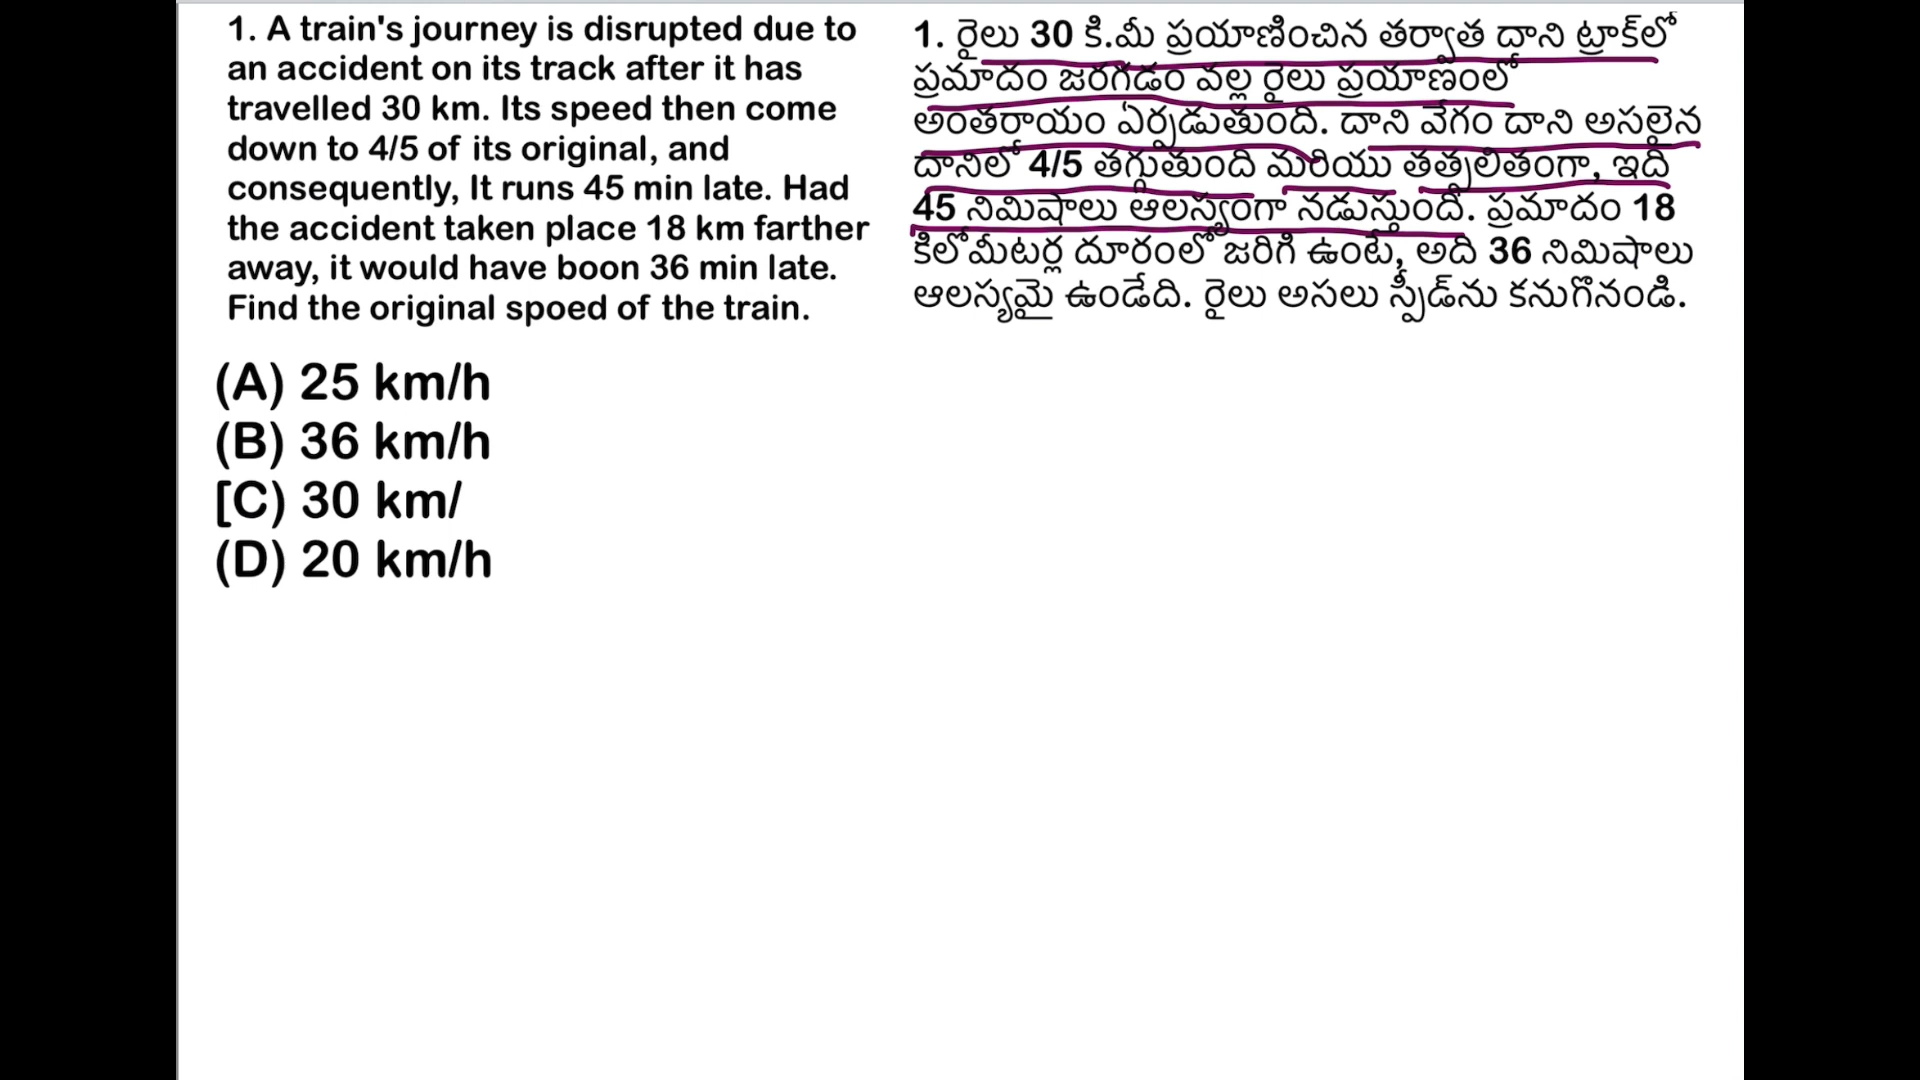 1. A train's journey is disrupted due to
an accident on its track after it has
travelled 30 km. Its speed then come
down to 4/5 of its original, and
consequently, It runs 45 min late. Had
the accident taken place 18 km farther
away, it would have boon 36 min late.
Find the original spoed of the train.
(A) 25 km/h
(B) 36 km/h
[C) 30 km/
(D) 20 km/h
1. రైలు 30 కి.మీ ప్రయాణించిన తర్వాత దాని ట్రాక్‌లో
ప్రమాదం జరగడం వల్ల రైలు ప్రయాణంలో
అంతరాయం ఏర్పడుతుంది. దాని వేగం దాని అసలైన
దానిలో 4/5 తగ్గుతుంది మరియు తత్ఫలితంగా, ఇది
45 నిమిషాలు ఆలస్యంగా నడుస్తుంది. ప్రమాదం 18
కిలోమీటర్ల దూరంలో జరిగి ఉంటే, అది 36 నిమిషాలు
ఆలస్యమై ఉండేది. రైలు అసలు స్పీడ్‌ను కనుగొనండి.